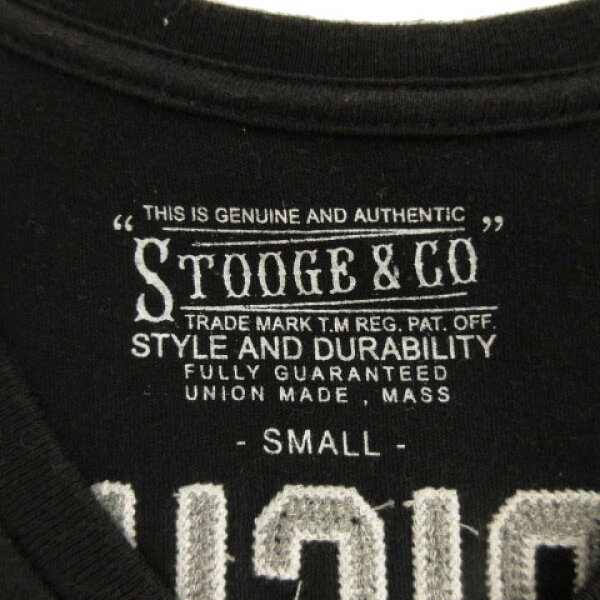 THIS IS GENUINE AND AUTHENTIC
“STOOGE & CO”
TRADE MARK T.M REG. PAT. OFF.
STYLE AND DURABILITY
FULLY GUARANTEED
UNION MADE , MASS
- SMALL -